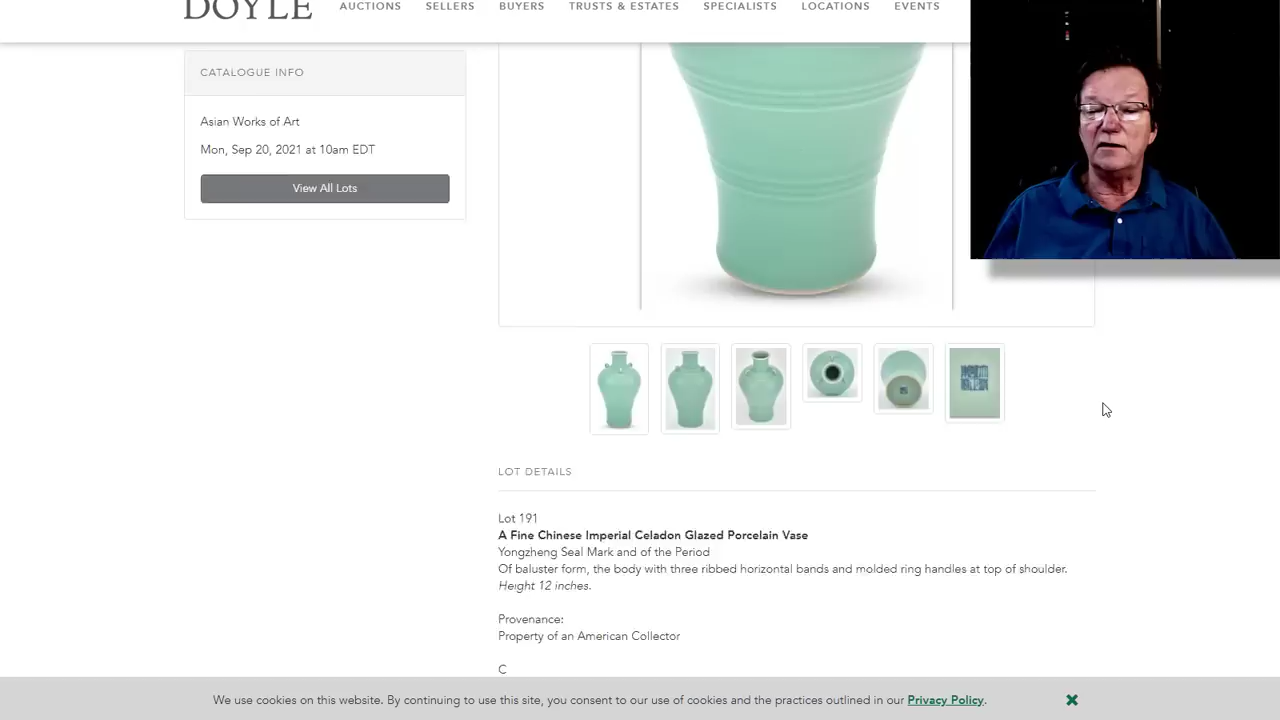 DOYLE
AUCTIONS SELLERS BUYERS TRUSTS & ESTATES SPECIALISTS LOCATIONS EVENTS
CATALOGUE INFO
Asian Works of Art
Mon, Sep 20, 2021 at 10am EDT
View All Lots
LOT DETAILS
Lot 191
A Fine Chinese Imperial Celadon Glazed Porcelain Vase
Yongzheng Seal Mark and of the Period
Of baluster form, the body with three ribbed horizontal bands and molded ring handles at top of shoulder.
Height 12 inches.
Provenance:
Property of an American Collector
C
We use cookies on this website. By continuing to use this site, you consent to our use of cookies and the practices outlined in our Privacy Policy.